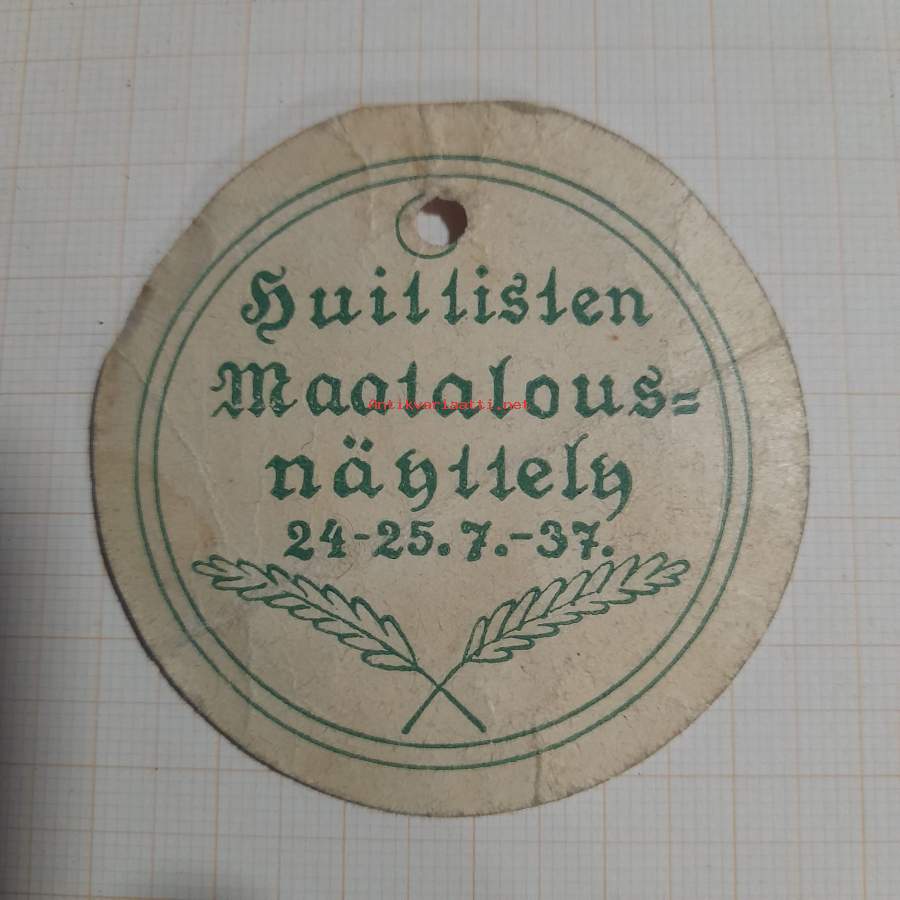 Huittisten
Maatalous=
näyttely
24-25.7.-37.
Antikvariaatti.net